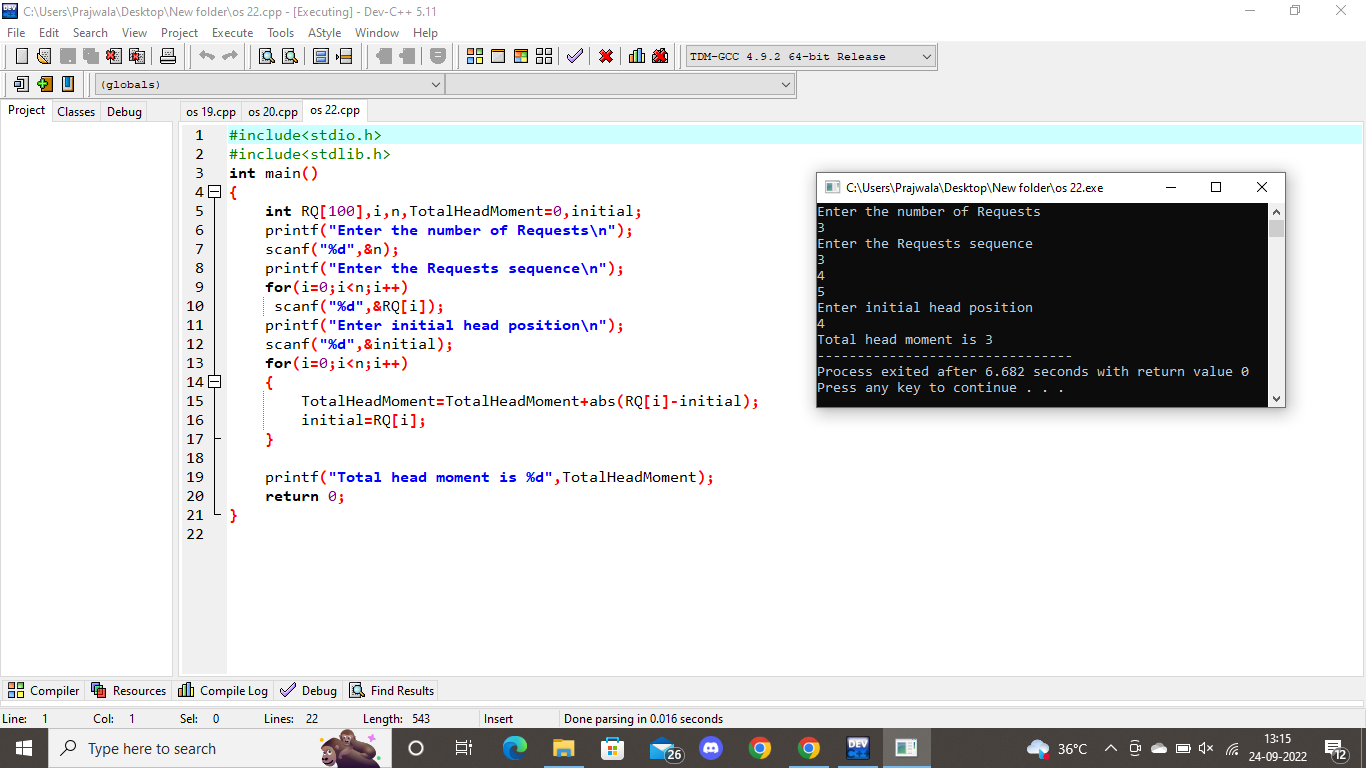 C:\Users\Prajwala\Desktop\New folder\os 22.cpp - [Executing] - Dev-C++ 5.11
File Edit Search View Project Execute Tools AStyle Window Help
TDM-GCC 4.9.2 64-bit Release
(globals)
Project Classes Debug
os 19.cpp os 20.cpp os 22.cpp
1 #include<stdio.h>
2 #include<stdlib.h>
3 int main()
4 {
5 int RQ[100],i,n,TotalHeadMoment=0,initial;
6 printf("Enter the number of Requests\n");
7 scanf("%d",&n);
8 printf("Enter the Requests sequence\n");
9 for(i=0;i<n;i++)
10 scanf("%d",&RQ[i]);
11 printf("Enter initial head position\n");
12 scanf("%d",&initial);
13 for(i=0;i<n;i++)
14 {
15 TotalHeadMoment=TotalHeadMoment+abs(RQ[i]-initial);
16 initial=RQ[i];
17 }
18
19 printf("Total head moment is %d",TotalHeadMoment);
20 return 0;
21 }
22
C:\Users\Prajwala\Desktop\New folder\os 22.exe
Enter the number of Requests
3
Enter the Requests sequence
3
4
5
Enter initial head position
4
Total head moment is 3
--------------------------------
Process exited after 6.682 seconds with return value 0
Press any key to continue . . .
Compiler Resources Compile Log Debug Find Results
Line: 1 Col: 1 Sel: 0 Lines: 22 Length: 543 Insert Done parsing in 0.016 seconds
Type here to search
26
DEV
36°C
13:15
24-09-2022
12